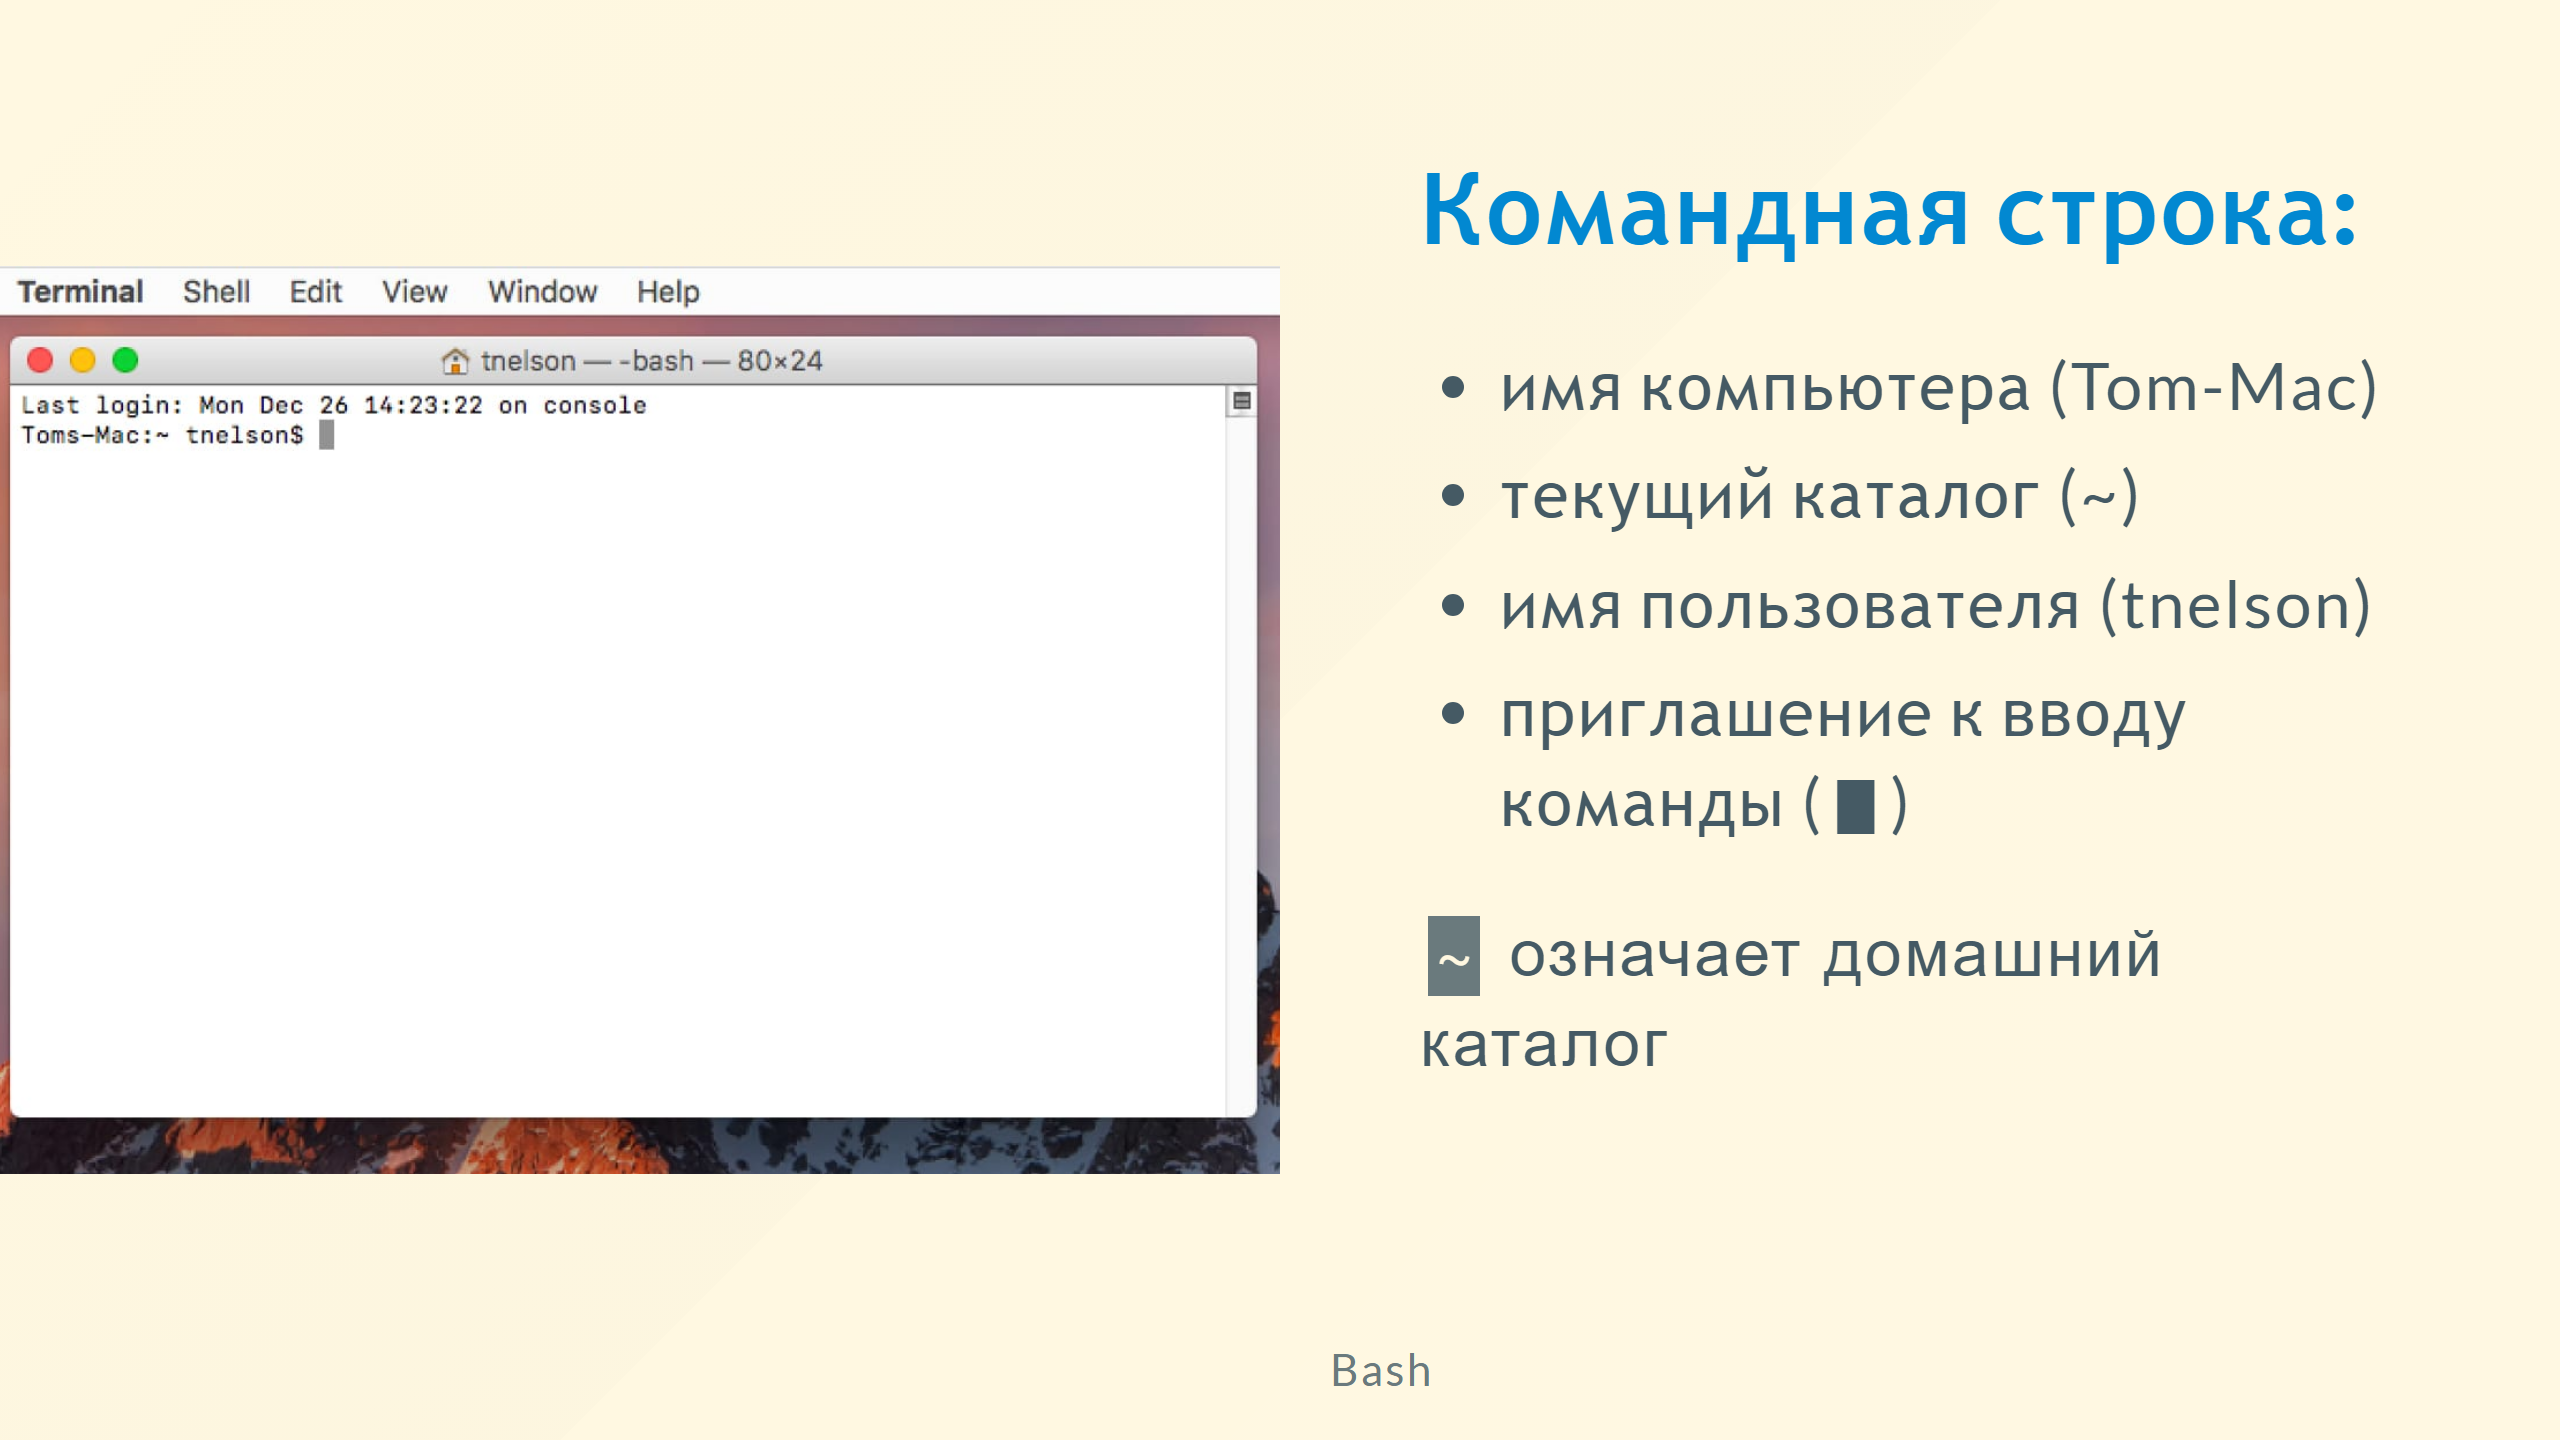 Terminal Shell Edit View Window Help
tnelson — -bash — 80×24
Last login: Mon Dec 26 14:23:22 on console
Toms-Mac:~ tnelson$
Командная строка:
• имя компьютера (Tom-Mac)
• текущий каталог (~)
• имя пользователя (tnelson)
• приглашение к вводу
команды ( █ )
~ означает домашний
каталог
Bash